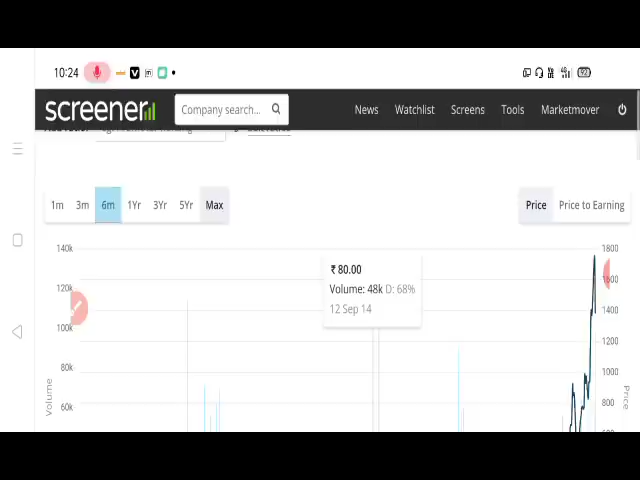 10:24
4G
92
screener
Company search...
News Watchlist Screens Tools Marketmover
1m 3m 6m 1Yr 3Yr 5Yr Max
Price Price to Earning
140k
120k
100k
80k
60k
Volume
₹ 80.00
Volume: 48k D: 68%
12 Sep 14
1800
1600
1400
1200
1000
800
Price